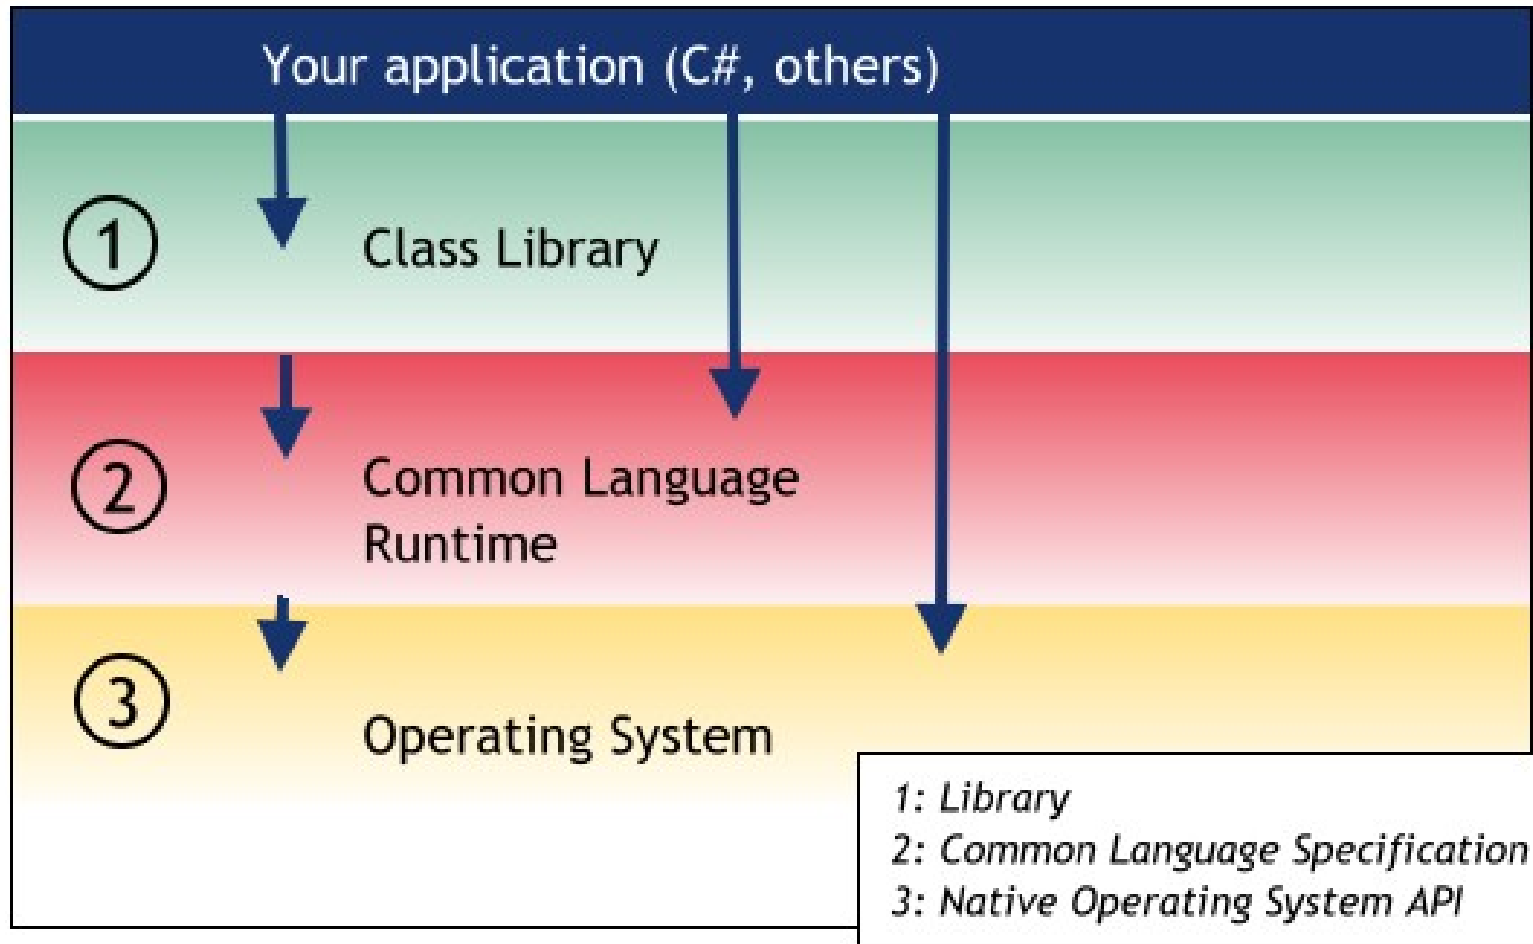 Your application (C#, others)
1
Class Library
2
Common Language
Runtime
3
Operating System
1: Library
2: Common Language Specification
3: Native Operating System API